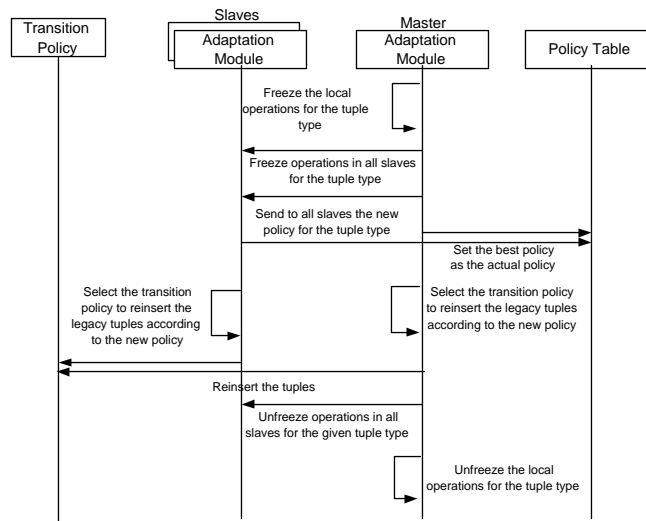 Slaves
Master
Transition
Policy
Adaptation
Module
Adaptation
Module
Policy Table
Freeze the local
operations for the tuple
type
Freeze operations in all slaves
for the tuple type
Send to all slaves the new
policy for the tuple type
Set the best policy
as the actual policy
Select the transition
policy to reinsert the
legacy tuples according
to the new policy
Select the transition policy
to reinsert the legacy tuples
according to the new policy
Reinsert the tuples
Unfreeze operations in all
slaves for the given tuple type
Unfreeze the local
operations for the tuple type